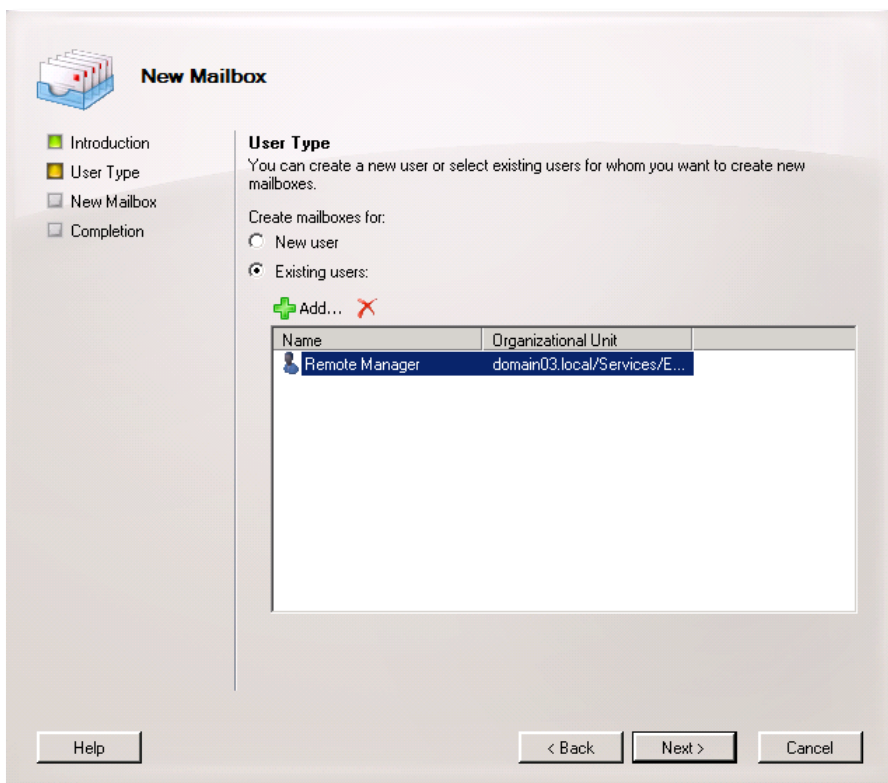 New Mailbox
Introduction
User Type
New Mailbox
Completion
User Type
You can create a new user or select existing users for whom you want to create new
mailboxes.
Create mailboxes for:
New user
Existing users:
Add...
Name Organizational Unit
Remote Manager domain03.local/Services/E...
Help < Back Next > Cancel